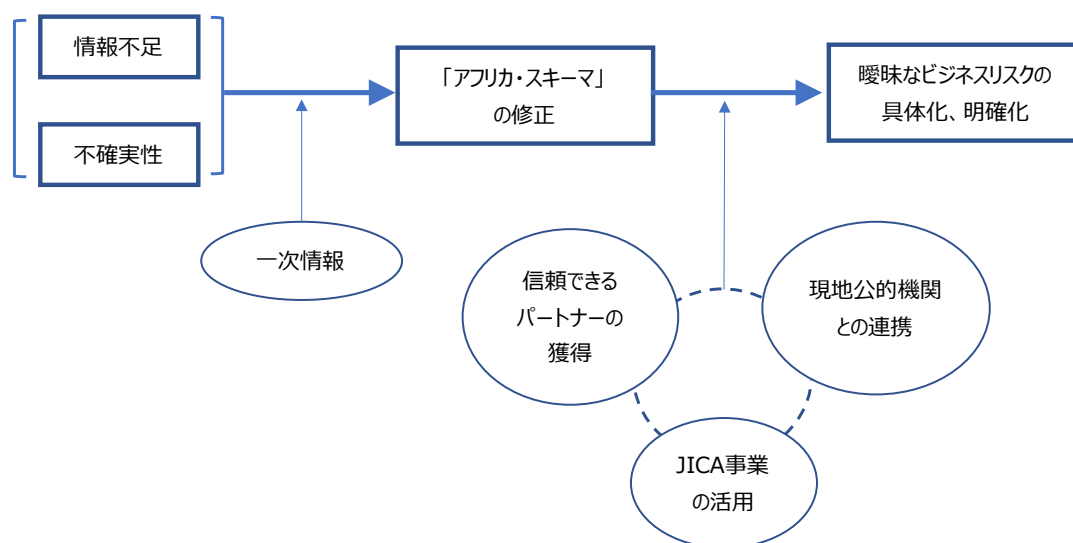 情報不足
不確実性
「アフリカ・スキーマ」
の修正
曖昧なビジネスリスクの
具体化、明確化
一次情報
信頼できる
パートナーの
獲得
現地公的機関
との連携
JICA事業
の活用